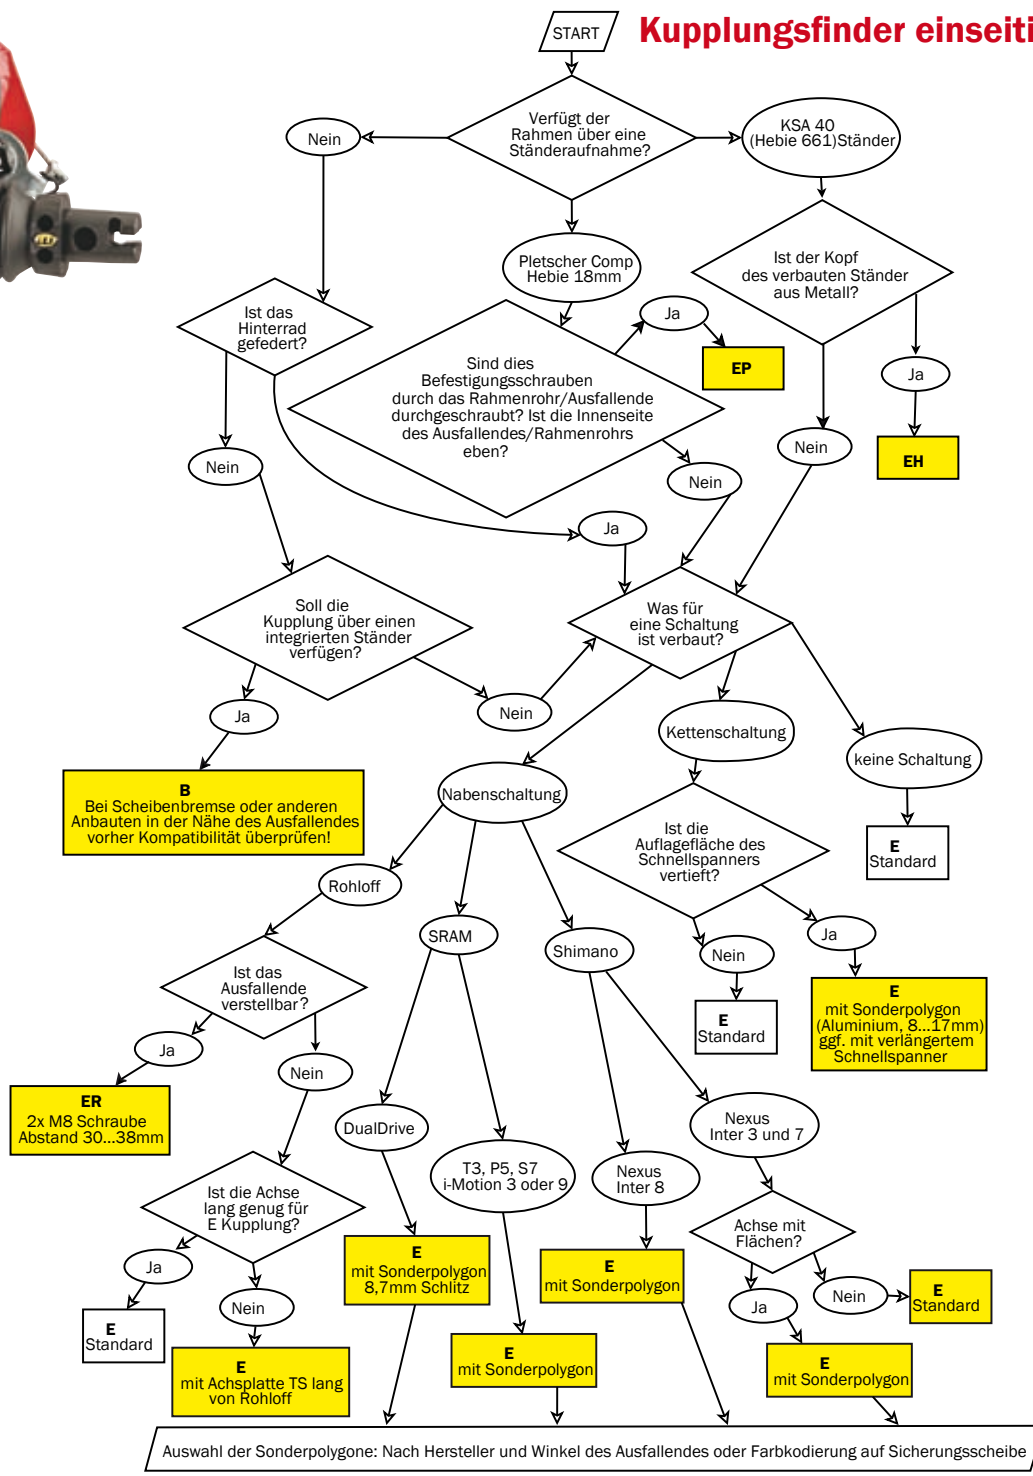 START
Kupplungsfinder einseiti
Verfügt der
Rahmen über eine
Ständeraufnahme?
Nein
KSA 40
(Hebie 661)Ständer
Pletscher Comp
Hebie 18mm
Ist der Kopf
des verbauten Ständer
aus Metall?
Ist das
Hinterrad
gefedert?
Ja
EP
Sind dies
Befestigungsschrauben
durch das Rahmenrohr/Ausfallende
durchgeschraubt? Ist die Innenseite
des Ausfallendes/Rahmenrohrs
eben?
Ja
Nein
EH
Nein
Nein
Ja
Soll die
Kupplung über einen
integrierten Ständer
verfügen?
Was für
eine Schaltung
ist verbaut?
Ja
Nein
Kettenschaltung
keine Schaltung
B
Bei Scheibenbremse oder anderen
Anbauten in der Nähe des Ausfallendes
vorher Kompatibilität überprüfen!
Nabenschaltung
Ist die
Auflagefläche des
Schnellspanners
vertieft?
E
Standard
Rohloff
SRAM
Shimano
Nein
Ja
Ist das
Ausfallende
verstellbar?
E
Standard
E
mit Sonderpolygon
(Aluminium, 8...17mm)
ggf. mit verlängertem
Schnellspanner
Ja
Nein
ER
2x M8 Schraube
Abstand 30...38mm
DualDrive
Nexus
Inter 3 und 7
T3, P5, S7
i-Motion 3 oder 9
Nexus
Inter 8
Ist die Achse
lang genug für
E Kupplung?
Achse mit
Flächen?
Ja
Nein
E
mit Sonderpolygon
8,7mm Schlitz
E
mit Sonderpolygon
Ja
Nein
E
Standard
E
Standard
E
mit Achsplatte TS lang
von Rohloff
E
mit Sonderpolygon
E
mit Sonderpolygon
Auswahl der Sonderpolygone: Nach Hersteller und Winkel des Ausfallendes oder Farbkodierung auf Sicherungsscheibe